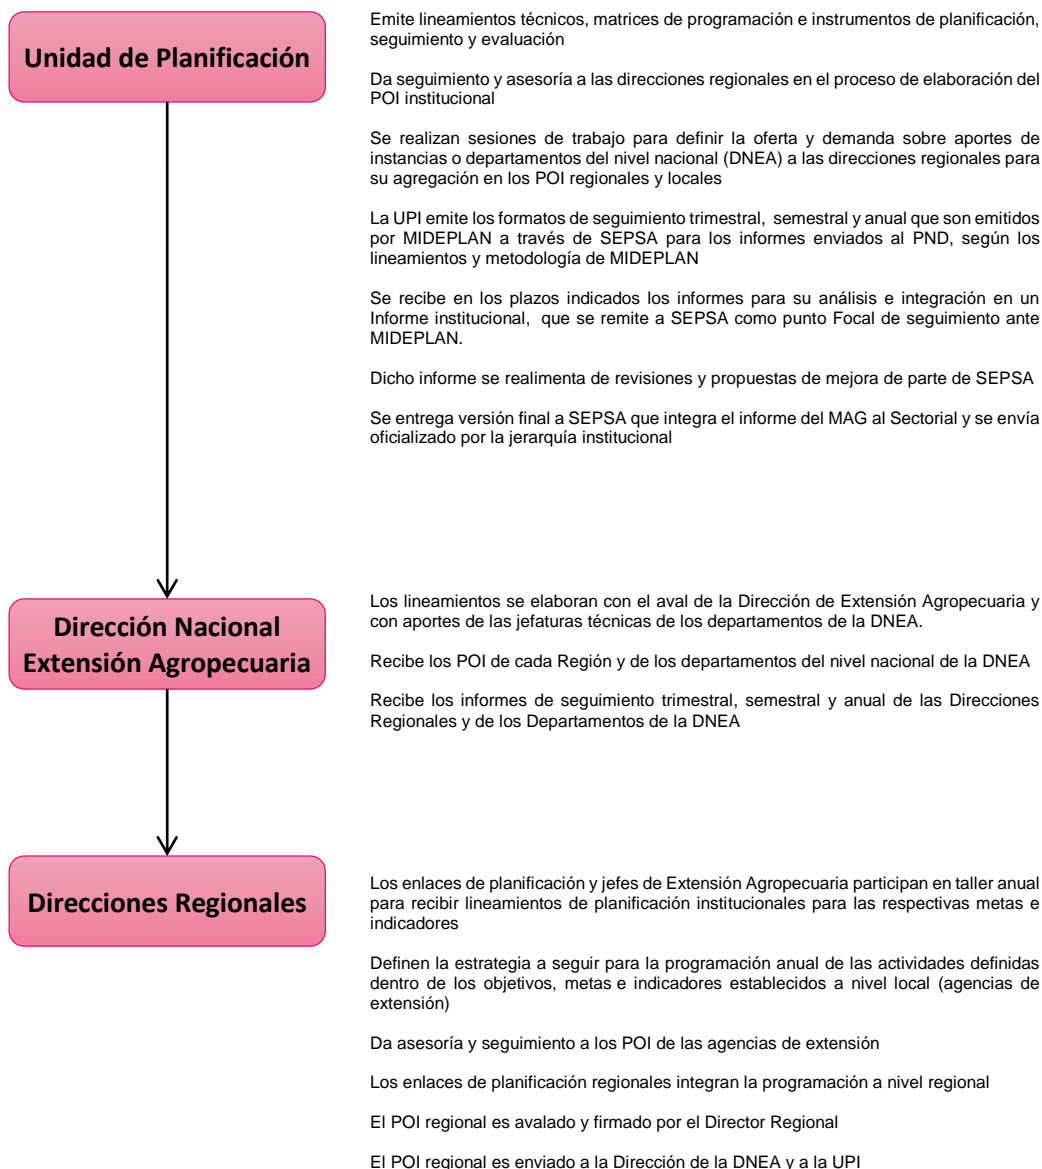 Unidad de Planificación
Emite lineamientos técnicos, matrices de programación e instrumentos de planificación,
seguimiento y evaluación
Da seguimiento y asesoría a las direcciones regionales en el proceso de elaboración del
POI institucional
Se realizan sesiones de trabajo para definir la oferta y demanda sobre aportes de
instancias o departamentos del nivel nacional (DNEA) a las direcciones regionales para
su agregación en los POI regionales y locales
La UPI emite los formatos de seguimiento trimestral, semestral y anual que son emitidos
por MIDEPLAN a través de SEPSA para los informes enviados al PND, según los
lineamientos y metodología de MIDEPLAN
Se recibe en los plazos indicados los informes para su análisis e integración en un
Informe institucional, que se remite a SEPSA como punto Focal de seguimiento ante
MIDEPLAN.
Dicho informe se realimenta de revisiones y propuestas de mejora de parte de SEPSA
Se entrega versión final a SEPSA que integra el informe del MAG al Sectorial y se envía
oficializado por la jerarquía institucional
Dirección Nacional
Extensión Agropecuaria
Los lineamientos se elaboran con el aval de la Dirección de Extensión Agropecuaria y
con aportes de las jefaturas técnicas de los departamentos de la DNEA.
Recibe los POI de cada Región y de los departamentos del nivel nacional de la DNEA
Recibe los informes de seguimiento trimestral, semestral y anual de las Direcciones
Regionales y de los Departamentos de la DNEA
Direcciones Regionales
Los enlaces de planificación y jefes de Extensión Agropecuaria participan en taller anual
para recibir lineamientos de planificación institucionales para las respectivas metas e
indicadores
Definen la estrategia a seguir para la programación anual de las actividades definidas
dentro de los objetivos, metas e indicadores establecidos a nivel local (agencias de
extensión)
Da asesoría y seguimiento a los POI de las agencias de extensión
Los enlaces de planificación regionales integran la programación a nivel regional
El POI regional es avalado y firmado por el Director Regional
El POI regional es enviado a la Dirección de la DNEA y a la UPI